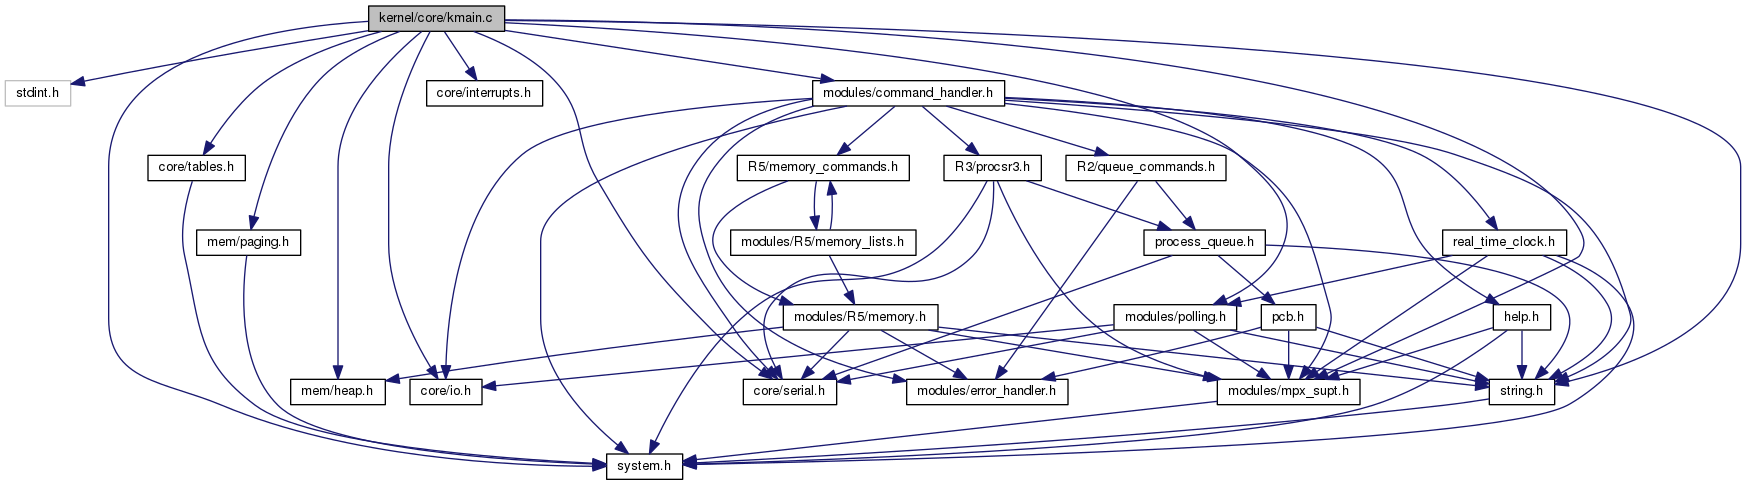 kernel/core/kmain.c
stdint.h
core/interrupts.h
modules/command_handler.h
core/tables.h
R5/memory_commands.h
R3/procsr3.h
R2/queue_commands.h
mem/paging.h
modules/R5/memory_lists.h
process_queue.h
real_time_clock.h
modules/R5/memory.h
modules/polling.h
pcb.h
help.h
mem/heap.h
core/io.h
core/serial.h
modules/error_handler.h
modules/mpx_supt.h
string.h
system.h